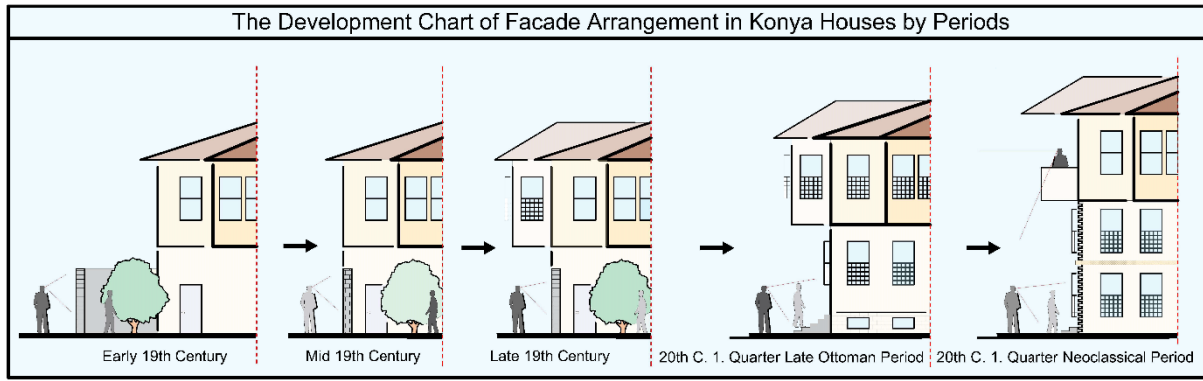 The Development Chart of Facade Arrangement in Konya Houses by Periods
Early 19th Century
Mid 19th Century
Late 19th Century
20th C. 1. Quarter Late Ottoman Period
20th C. 1. Quarter Neoclassical Period